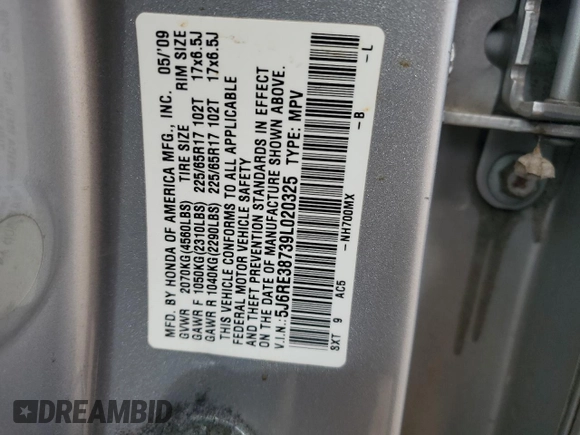 MFD. BY HONDA OF AMERICA MFG., INC. 05/'09
GVWR 2070KG(4560LBS) TIRE SIZE RIM SIZE
GAWR F 1050KG(2310LBS) 225/65R17 102T 17x6.5J
GAWR R 1040KG(2290LBS) 225/65R17 102T 17x6.5J
THIS VEHICLE CONFORMS TO ALL APPLICABLE
FEDERAL MOTOR VEHICLE SAFETY
AND THEFT PREVENTION STANDARDS IN EFFECT
ON THE DATE OF MANUFACTURE SHOWN ABOVE.
V.I.N.:5J6RE38739L020325 TYPE: MPV
SXT 9 AC5 -NH700MX -B -L
DREAMBID